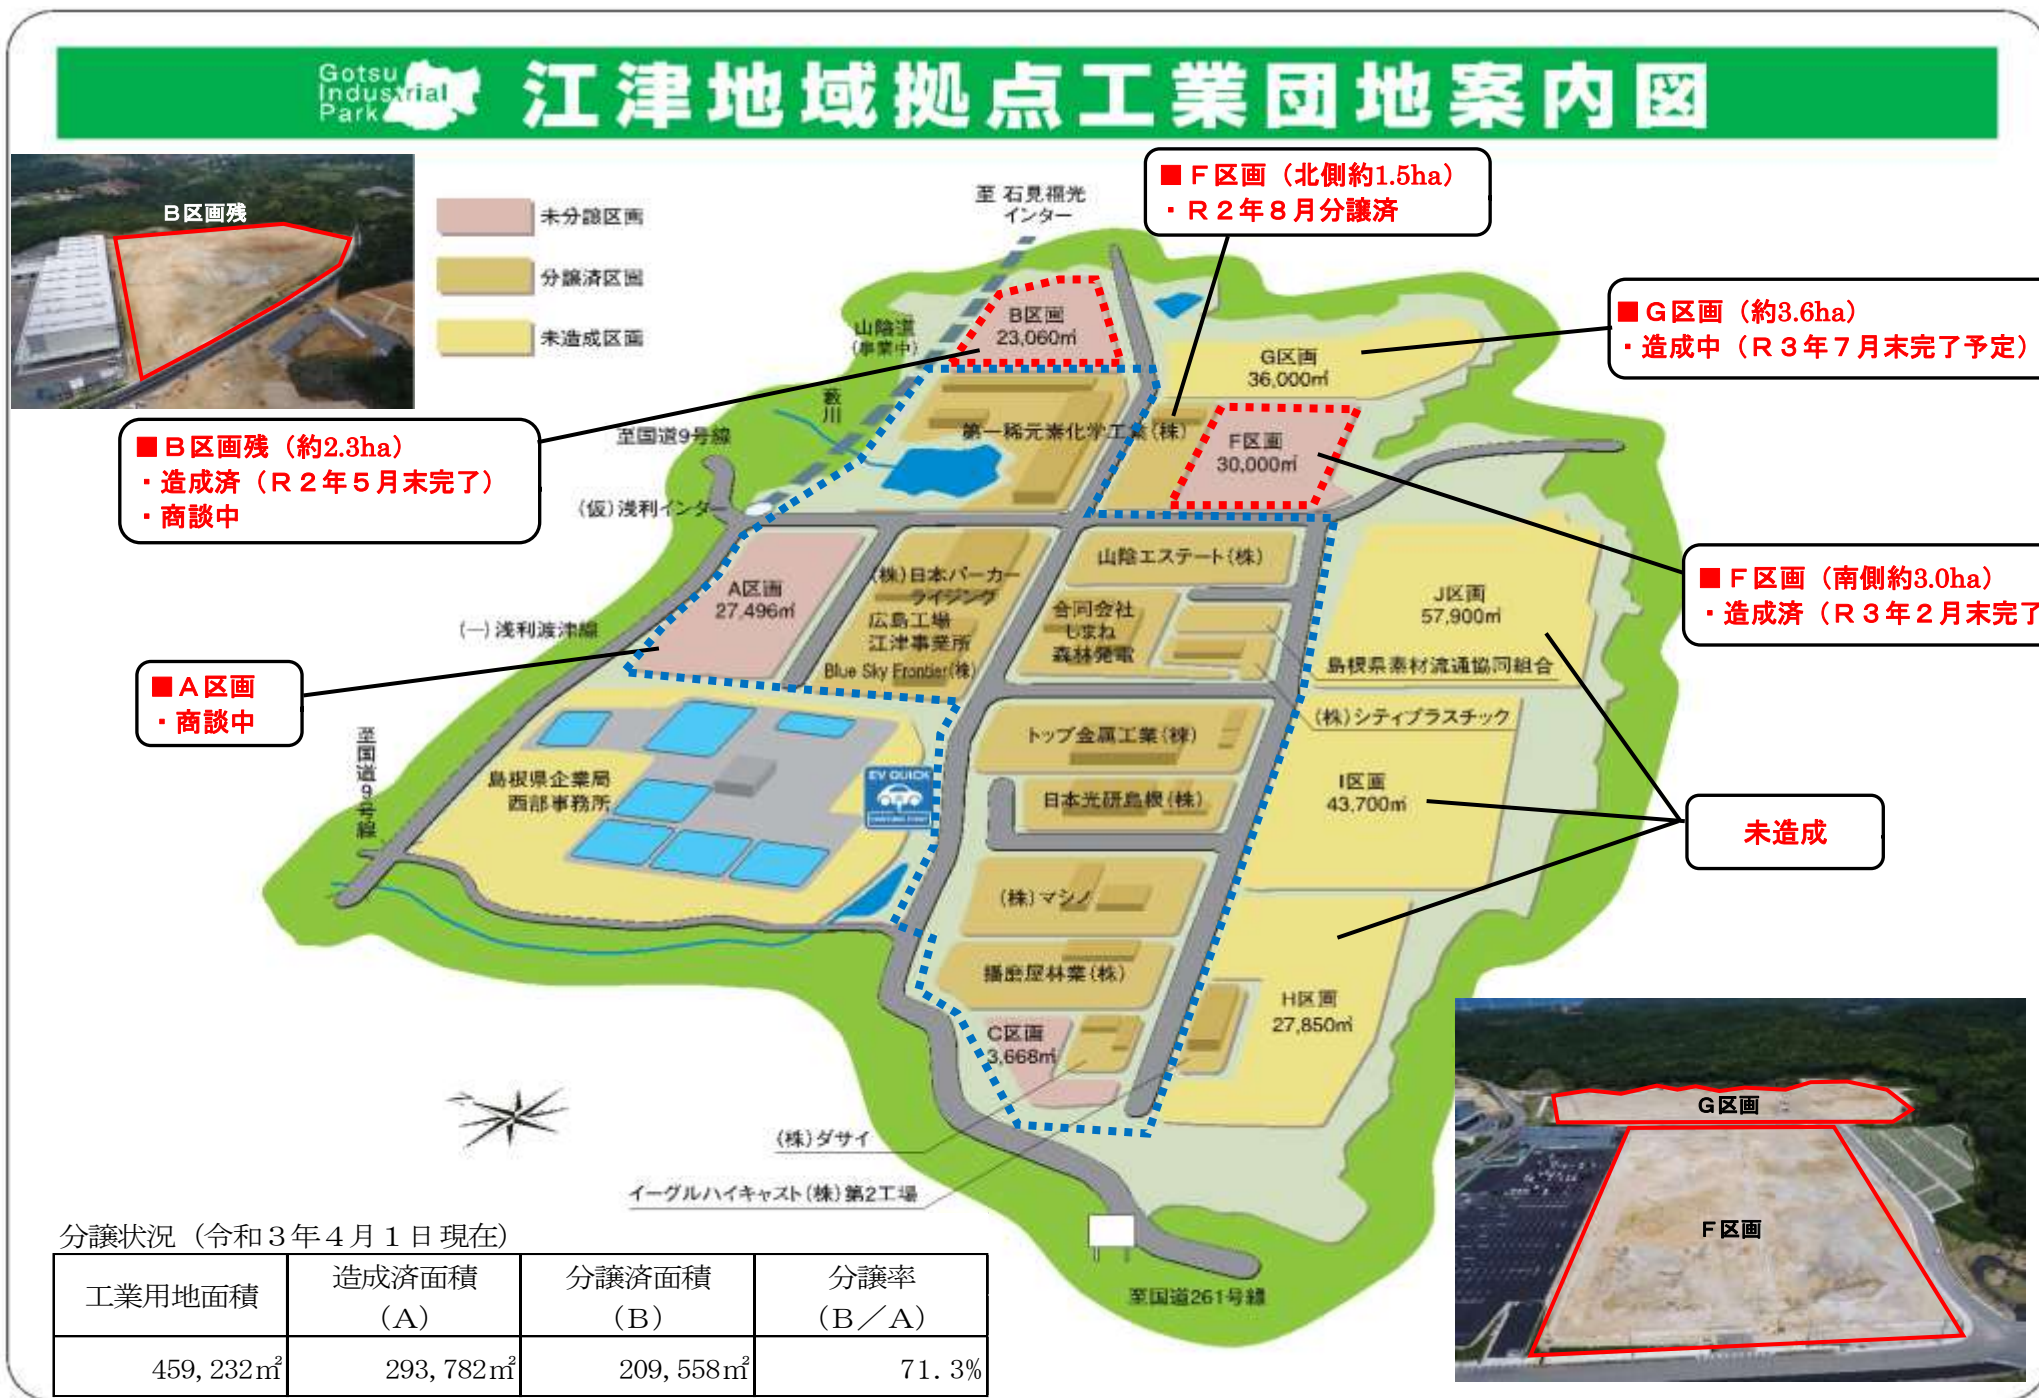 Gotsu
Industrial
Park
江津地域拠点工業団地案内図
B区画残
未分譲区画
分譲済区画
未造成区画
至 石見福光
インター
■F区画（北側約1.5ha）
・R２年８月分譲済
■G区画（約3.6ha）
・造成中（R３年７月末完了予定）
山陰道
（事業中）
B区画
23,060㎡
G区画
36,000㎡
藪川
至国道9号線
第一稀元素化学工業(株)
F区画
30,000㎡
■B区画残（約2.3ha）
・造成済（R２年５月末完了）
・商談中
(仮)浅利インター
■F区画（南側約3.0ha）
・造成済（R３年２月末完了
A区画
27,496㎡
(株)日本パーカー
ライジング
広島工場
江津事業所
Blue Sky Frontier(株)
山陰エステート(株)
合同会社
しまね
森林発電
J区画
57,900㎡
島根県素材流通協同組合
(一)浅利渡津線
■A区画
・商談中
(株)シティプラスチック
トップ金属工業(株)
至国道9号線
島根県企業局
西部事務所
EV QUICK
CHARGING POINT
日本光研島根(株)
I区画
43,700㎡
未造成
(株)マシノ
播磨屋林業(株)
C区画
3,668㎡
H区画
27,850㎡
(株)ダサイ
イーグルハイキャスト(株)第2工場
至国道261号線
G区画
F区画
分譲状況（令和３年４月１日現在）
工業用地面積
造成済面積
（A）
分譲済面積
（B）
分譲率
（B／A）
459,232㎡
293,782㎡
209,558㎡
71.3%